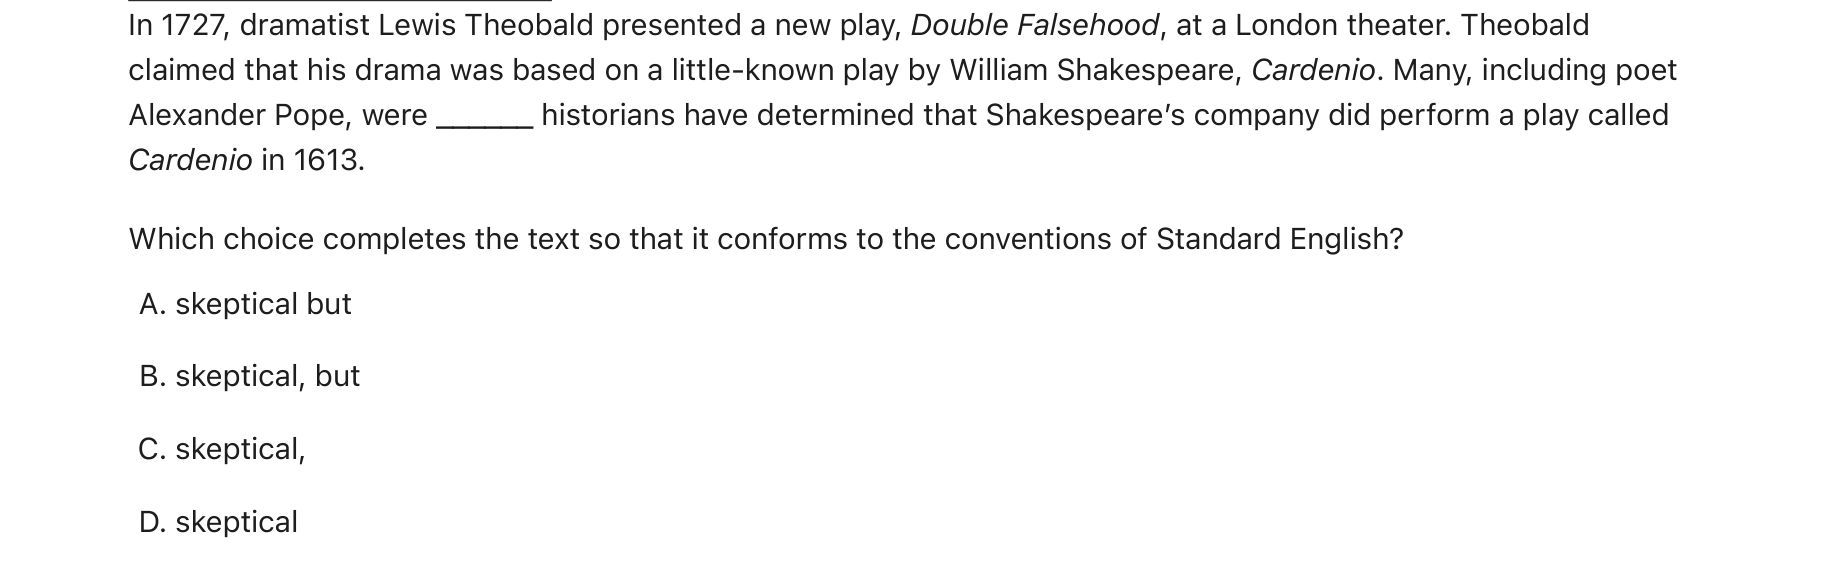 In 1727, dramatist Lewis Theobald presented a new play, Double Falsehood, at a London theater. Theobald
claimed that his drama was based on a little-known play by William Shakespeare, Cardenio. Many, including poet
Alexander Pope, were ______ historians have determined that Shakespeare’s company did perform a play called
Cardenio in 1613.
Which choice completes the text so that it conforms to the conventions of Standard English?
A. skeptical but
B. skeptical, but
C. skeptical,
D. skeptical